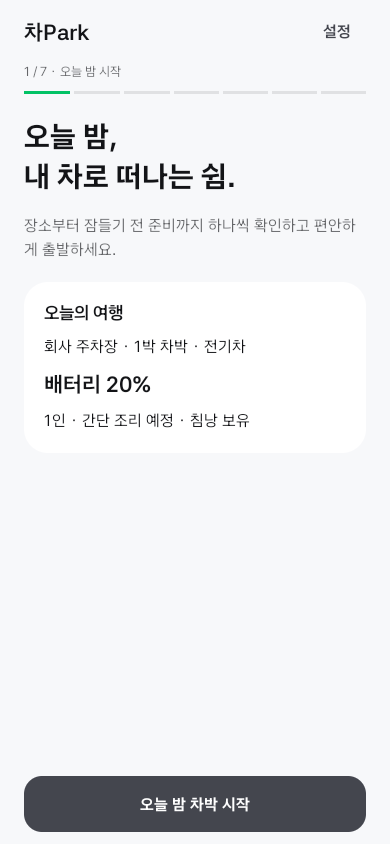 차Park
설정
1 / 7 · 오늘 밤 시작
오늘 밤,
내 차로 떠나는 쉼.
장소부터 잠들기 전 준비까지 하나씩 확인하고 편안하
게 출발하세요.
오늘의 여행
회사 주차장 · 1박 차박 · 전기차
배터리 20%
1인 · 간단 조리 예정 · 침낭 보유
오늘 밤 차박 시작